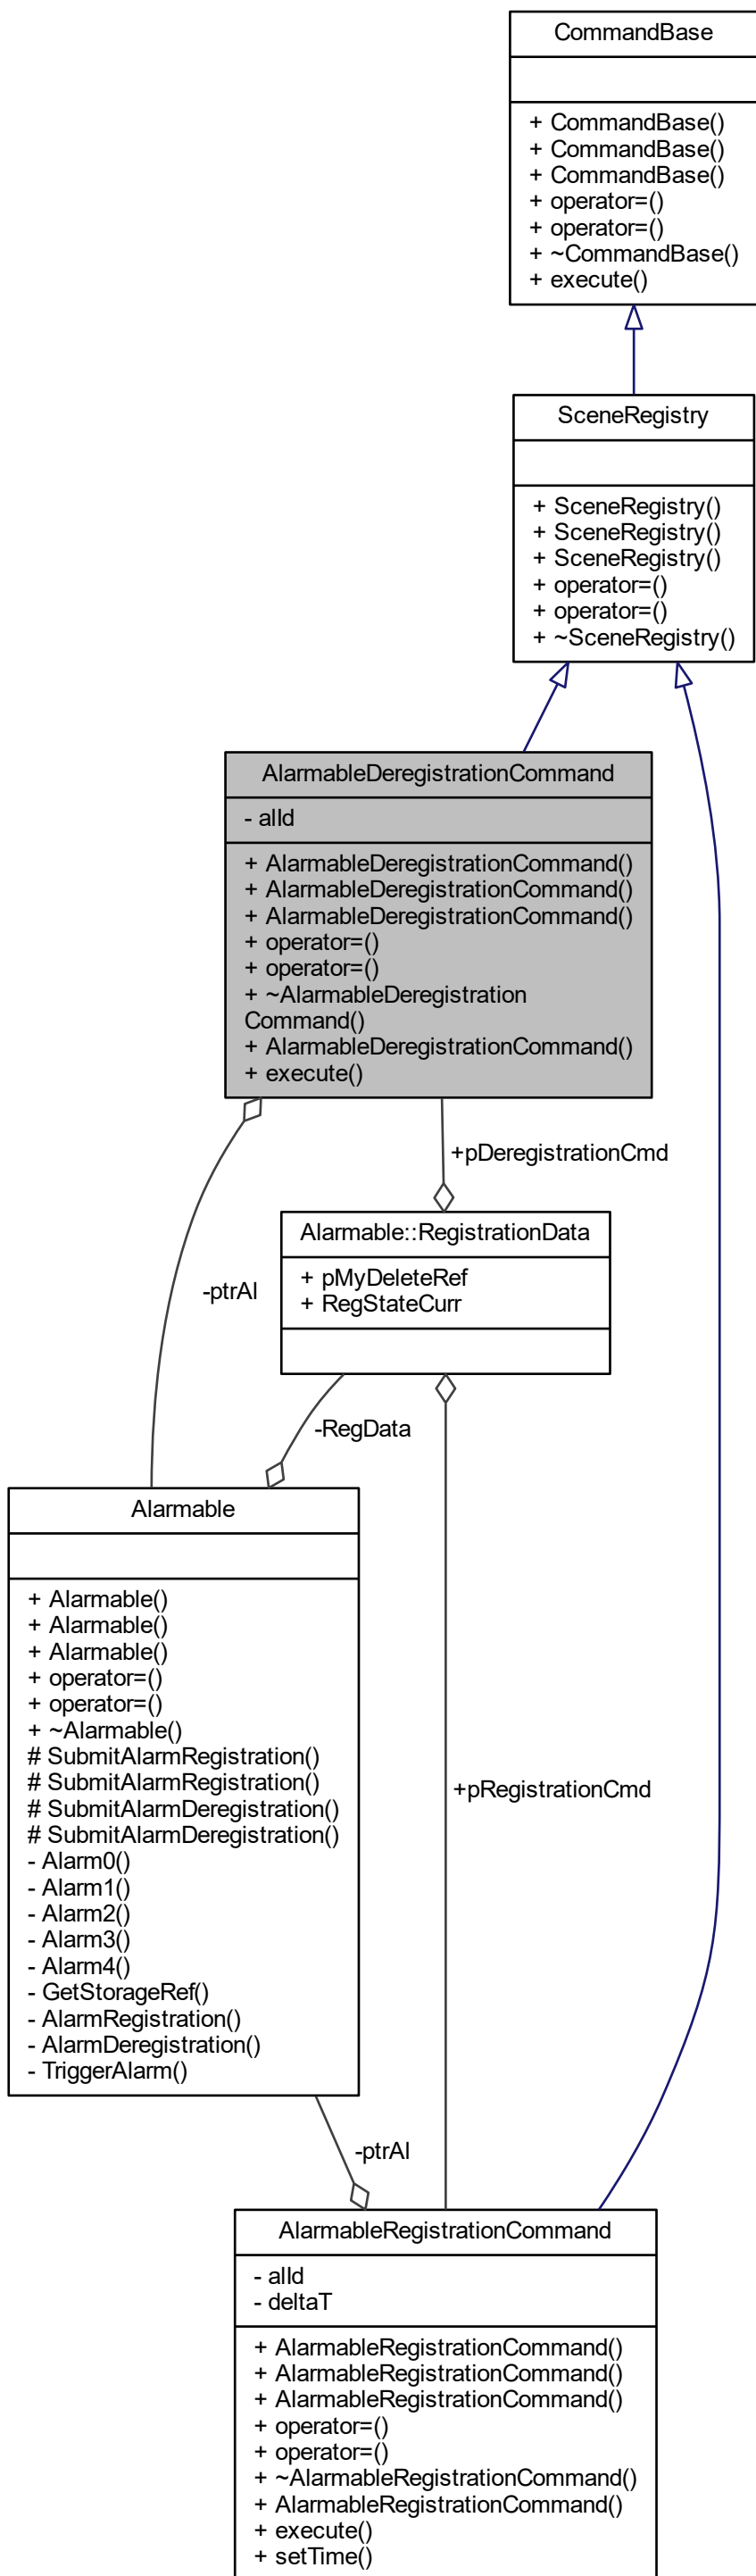 CommandBase
+ CommandBase()
+ CommandBase()
+ CommandBase()
+ operator=()
+ operator=()
+ ~CommandBase()
+ execute()
SceneRegistry
+ SceneRegistry()
+ SceneRegistry()
+ SceneRegistry()
+ operator=()
+ operator=()
+ ~SceneRegistry()
AlarmableDeregistrationCommand
- alId
+ AlarmableDeregistrationCommand()
+ AlarmableDeregistrationCommand()
+ AlarmableDeregistrationCommand()
+ operator=()
+ operator=()
+ ~AlarmableDeregistration
Command()
+ AlarmableDeregistrationCommand()
+ execute()
+pDeregistrationCmd
Alarmable::RegistrationData
+ pMyDeleteRef
+ RegStateCurr
-ptrAl
-RegData
Alarmable
+ Alarmable()
+ Alarmable()
+ Alarmable()
+ operator=()
+ operator=()
+ ~Alarmable()
# SubmitAlarmRegistration()
# SubmitAlarmRegistration()
# SubmitAlarmDeregistration()
# SubmitAlarmDeregistration()
- Alarm0()
- Alarm1()
- Alarm2()
- Alarm3()
- Alarm4()
- GetStorageRef()
- AlarmRegistration()
- AlarmDeregistration()
- TriggerAlarm()
+pRegistrationCmd
-ptrAl
AlarmableRegistrationCommand
- alId
- deltaT
+ AlarmableRegistrationCommand()
+ AlarmableRegistrationCommand()
+ AlarmableRegistrationCommand()
+ operator=()
+ operator=()
+ ~AlarmableRegistrationCommand()
+ AlarmableRegistrationCommand()
+ execute()
+ setTime()